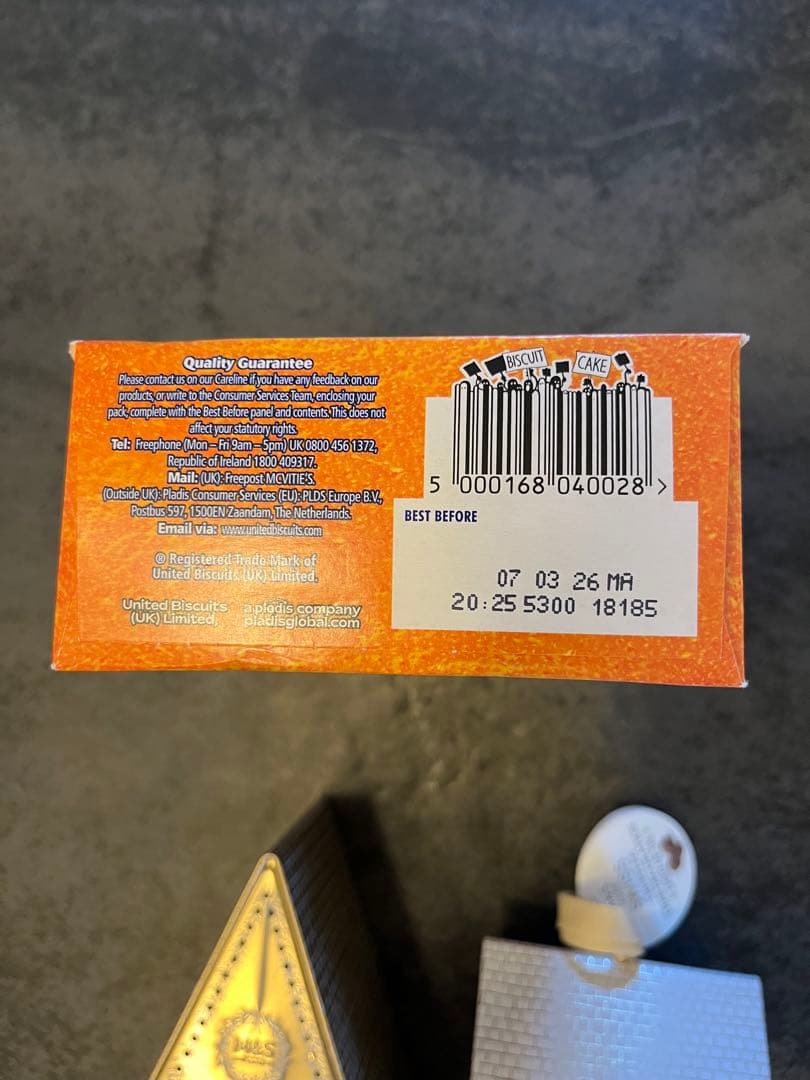 Quality Guarantee
Please contact us on our Careline if you have any feedback on our
products, or write to the Consumer Services Team, enclosing your
pack, complete with the Best Before panel and contents. This does not
affect your statutory rights.
Tel: Freephone (Mon – Fri 9am – 5pm) UK 0800 456 1372,
Republic of Ireland 1800 409317.
Mail: (UK): Freepost MCVITIE'S.
(Outside UK): Pladis Consumer Services (EU): PLDS Europe B.V.,
Postbus 597, 1500EN Zaandam, The Netherlands.
Email via: www.unitedbiscuits.com
® Registered Trade Mark of
United Biscuits (UK) Limited.
United Biscuits
(UK) Limited,
a pladis company
pladisglobal.com
BISCUIT
CAKE
5 000168 040028 >
BEST BEFORE
07 03 26 MA
20:25 5300 18185